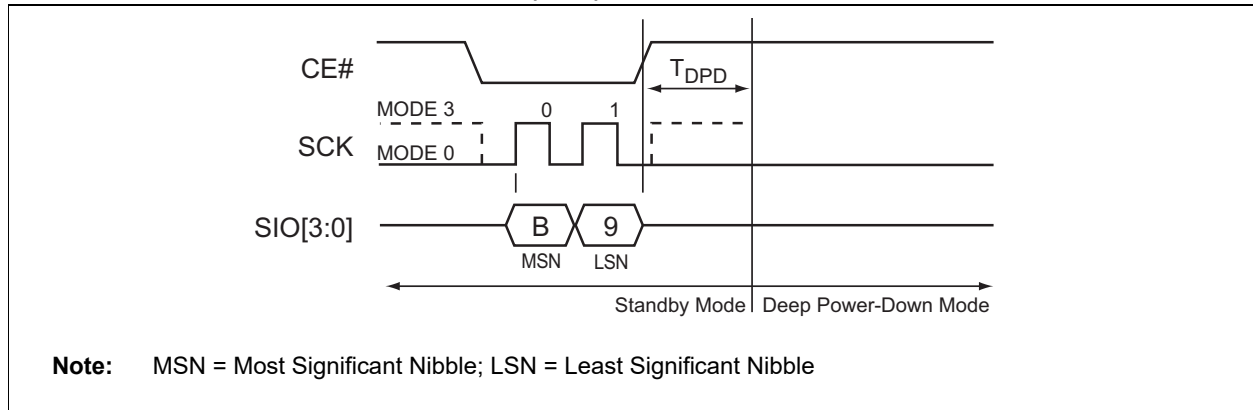 CE#
TDPD
MODE 3
0 1
SCK
MODE 0
SIO[3:0]
B 9
MSN LSN
Standby Mode Deep Power-Down Mode
Note: MSN = Most Significant Nibble; LSN = Least Significant Nibble